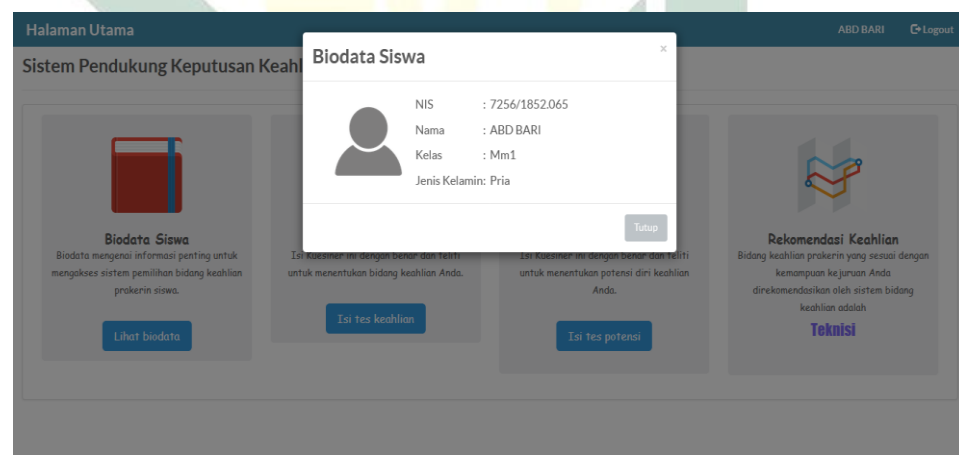 Halaman Utama
ABD BARI
Logout
Sistem Pendukung Keputusan Keahl
Biodata Siswa
×
NIS : 7256/1852.065
Nama : ABD BARI
Kelas : Mm1
Jenis Kelamin: Pria
Tutup
Biodata Siswa
Biodata mengenai informasi penting untuk
mengakses sistem pemilihan bidang keahlian
prakerin siswa.
Lihat biodata
Isi Kuesiner ini dengan benar dan teliti
untuk menentukan bidang keahlian Anda.
Isi tes keahlian
Isi Kuesiner ini dengan benar dan teliti
untuk menentukan potensi diri keahlian
Anda.
Isi tes potensi
Rekomendasi Keahlian
Bidang keahlian prakerin yang sesuai dengan
kemampuan kejuruan Anda
direkomendasikan oleh sistem bidang
keahlian adalah
Teknisi